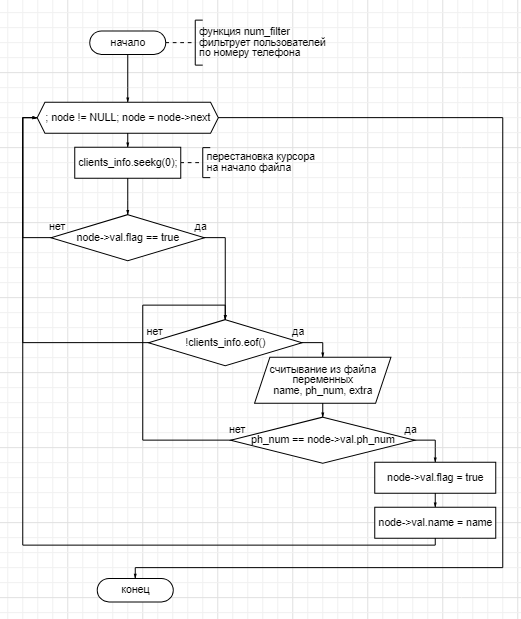 функция num_filter
фильтрует пользователей
по номеру телефона
начало
; node != NULL; node = node->next
clients_info.seekg(0);
перестановка курсора
на начало файла
нет
да
node->val.flag == true
нет
да
!clients_info.eof()
считывание из файла
переменных
name, ph_num, extra
нет
да
ph_num == node->val.ph_num
node->val.flag = true
node->val.name = name
конец